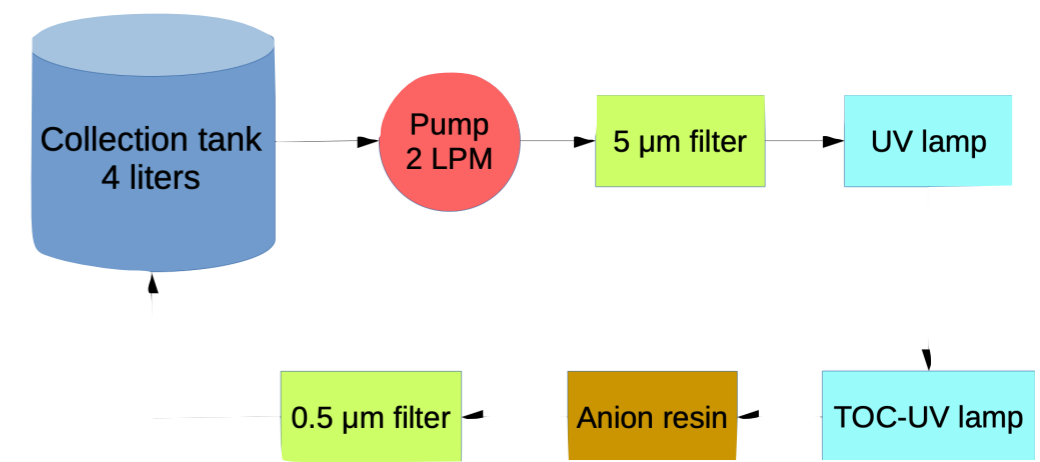 Collection tank
4 liters
Pump
2 LPM
5 μm filter
UV lamp
TOC-UV lamp
Anion resin
0.5 μm filter